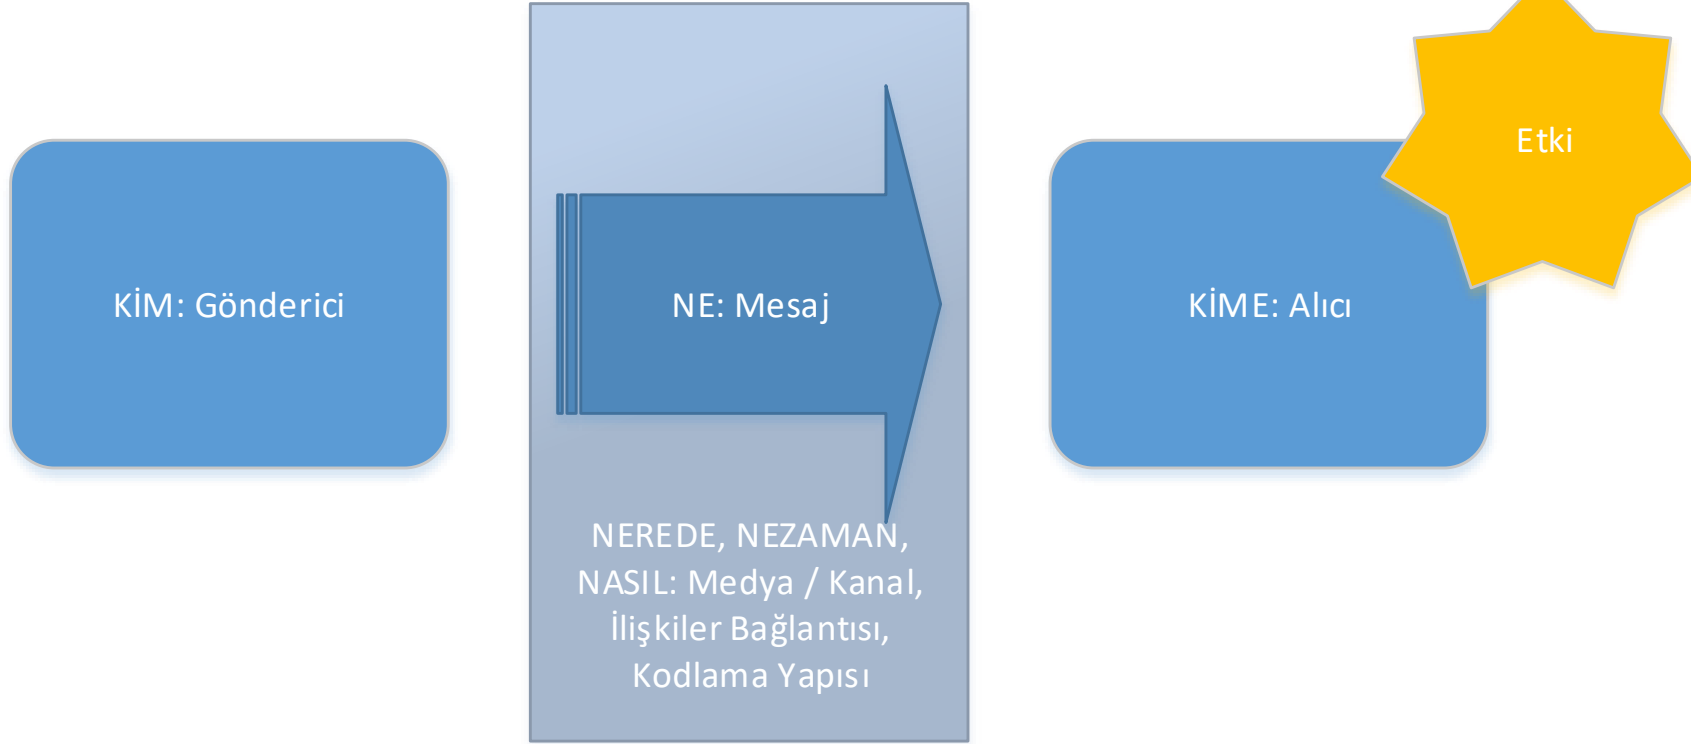 KİM: Gönderici
NE: Mesaj
NEREDE, NEZAMAN,
NASIL: Medya / Kanal,
İlişkiler Bağlantısı,
Kodlama Yapısı
KİME: Alıcı
Etki